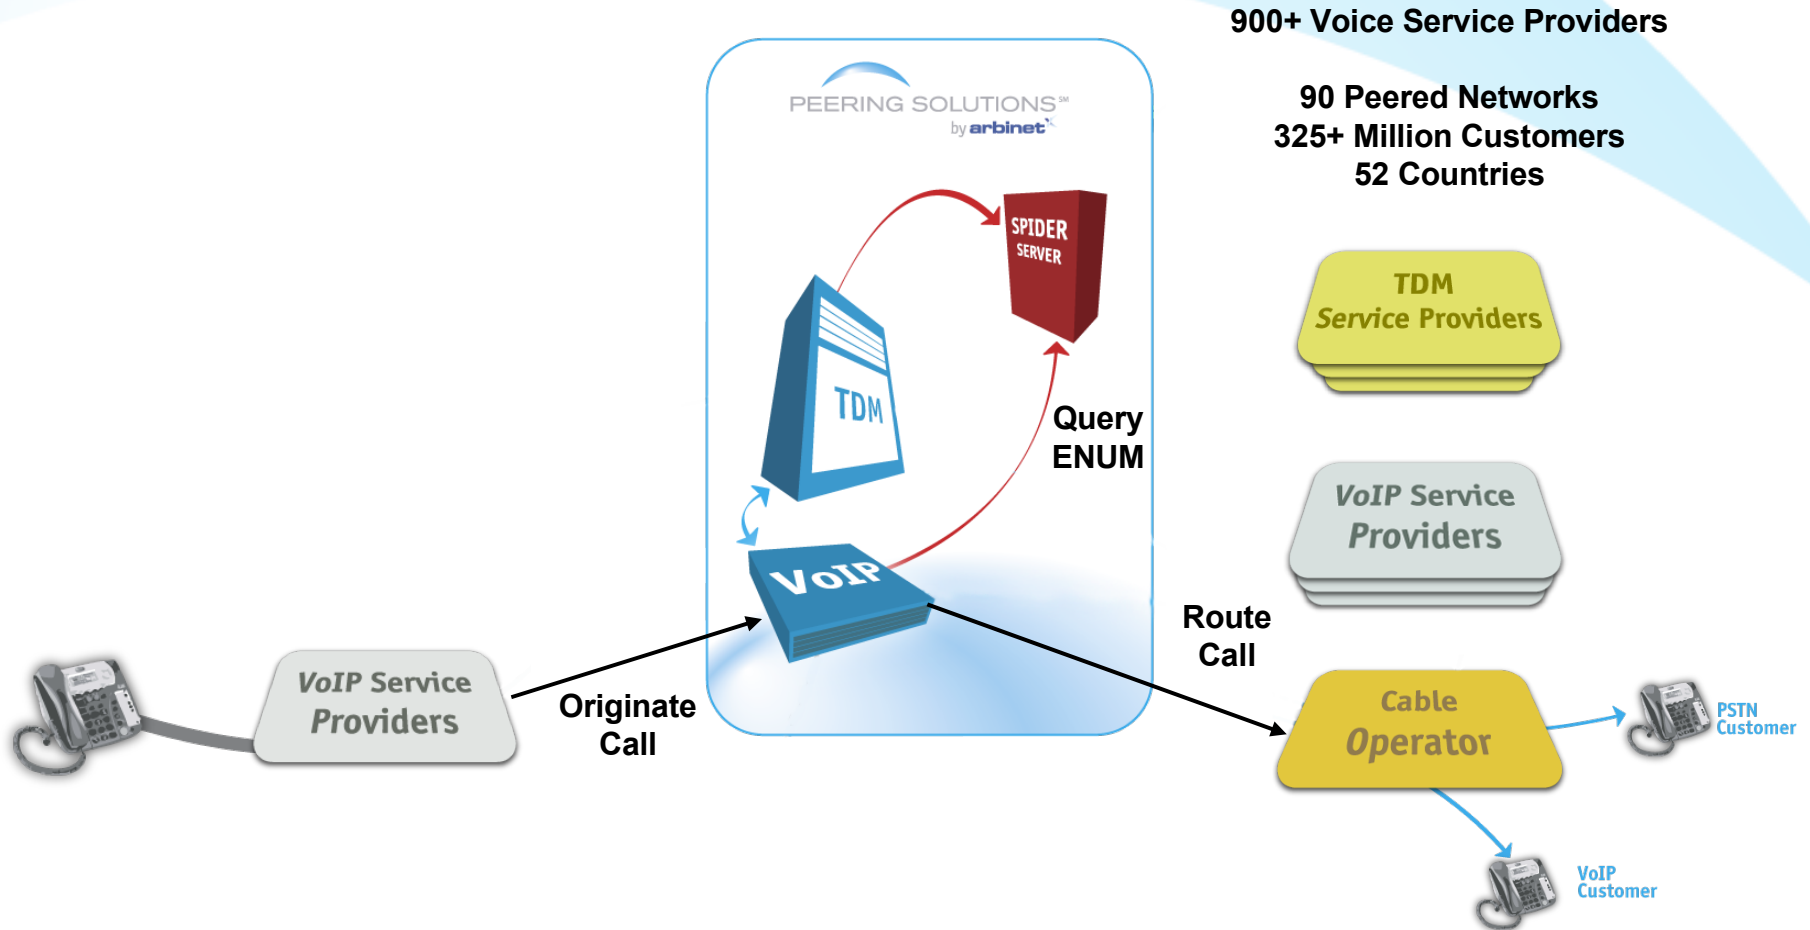 900+ Voice Service Providers
90 Peered Networks
325+ Million Customers
52 Countries
PEERING SOLUTIONS℠
by arbinet
SPIDER
SERVER
TDM
Query
ENUM
VoIP
TDM
Service Providers
VoIP Service
Providers
Route
Call
VoIP Service
Providers
Originate
Call
Cable
Operator
PSTN
Customer
VoIP
Customer